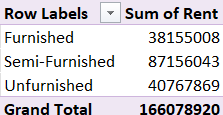 Row Labels Sum of Rent
Furnished 38155008
Semi-Furnished 87156043
Unfurnished 40767869
Grand Total 166078920